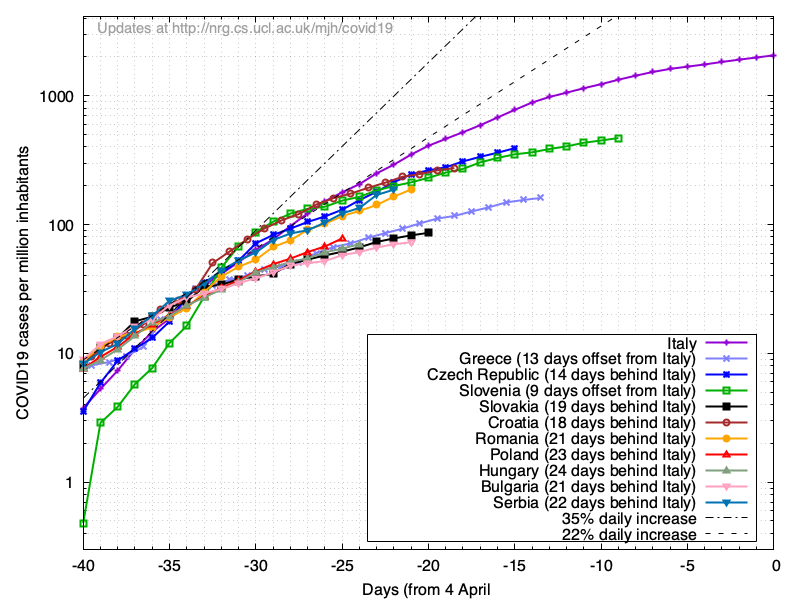 Updates at http://nrg.cs.ucl.ac.uk/mjh/covid19
COVID19 cases per million inhabitants
1000
100
10
1
Italy
Greece (13 days offset from Italy)
Czech Republic (14 days behind Italy)
Slovenia (9 days offset from Italy)
Slovakia (19 days behind Italy)
Croatia (18 days behind Italy)
Romania (21 days behind Italy)
Poland (23 days behind Italy)
Hungary (24 days behind Italy)
Bulgaria (21 days behind Italy)
Serbia (22 days behind Italy)
35% daily increase
22% daily increase
-40 -35 -30 -25 -20 -15 -10 -5 0
Days (from 4 April